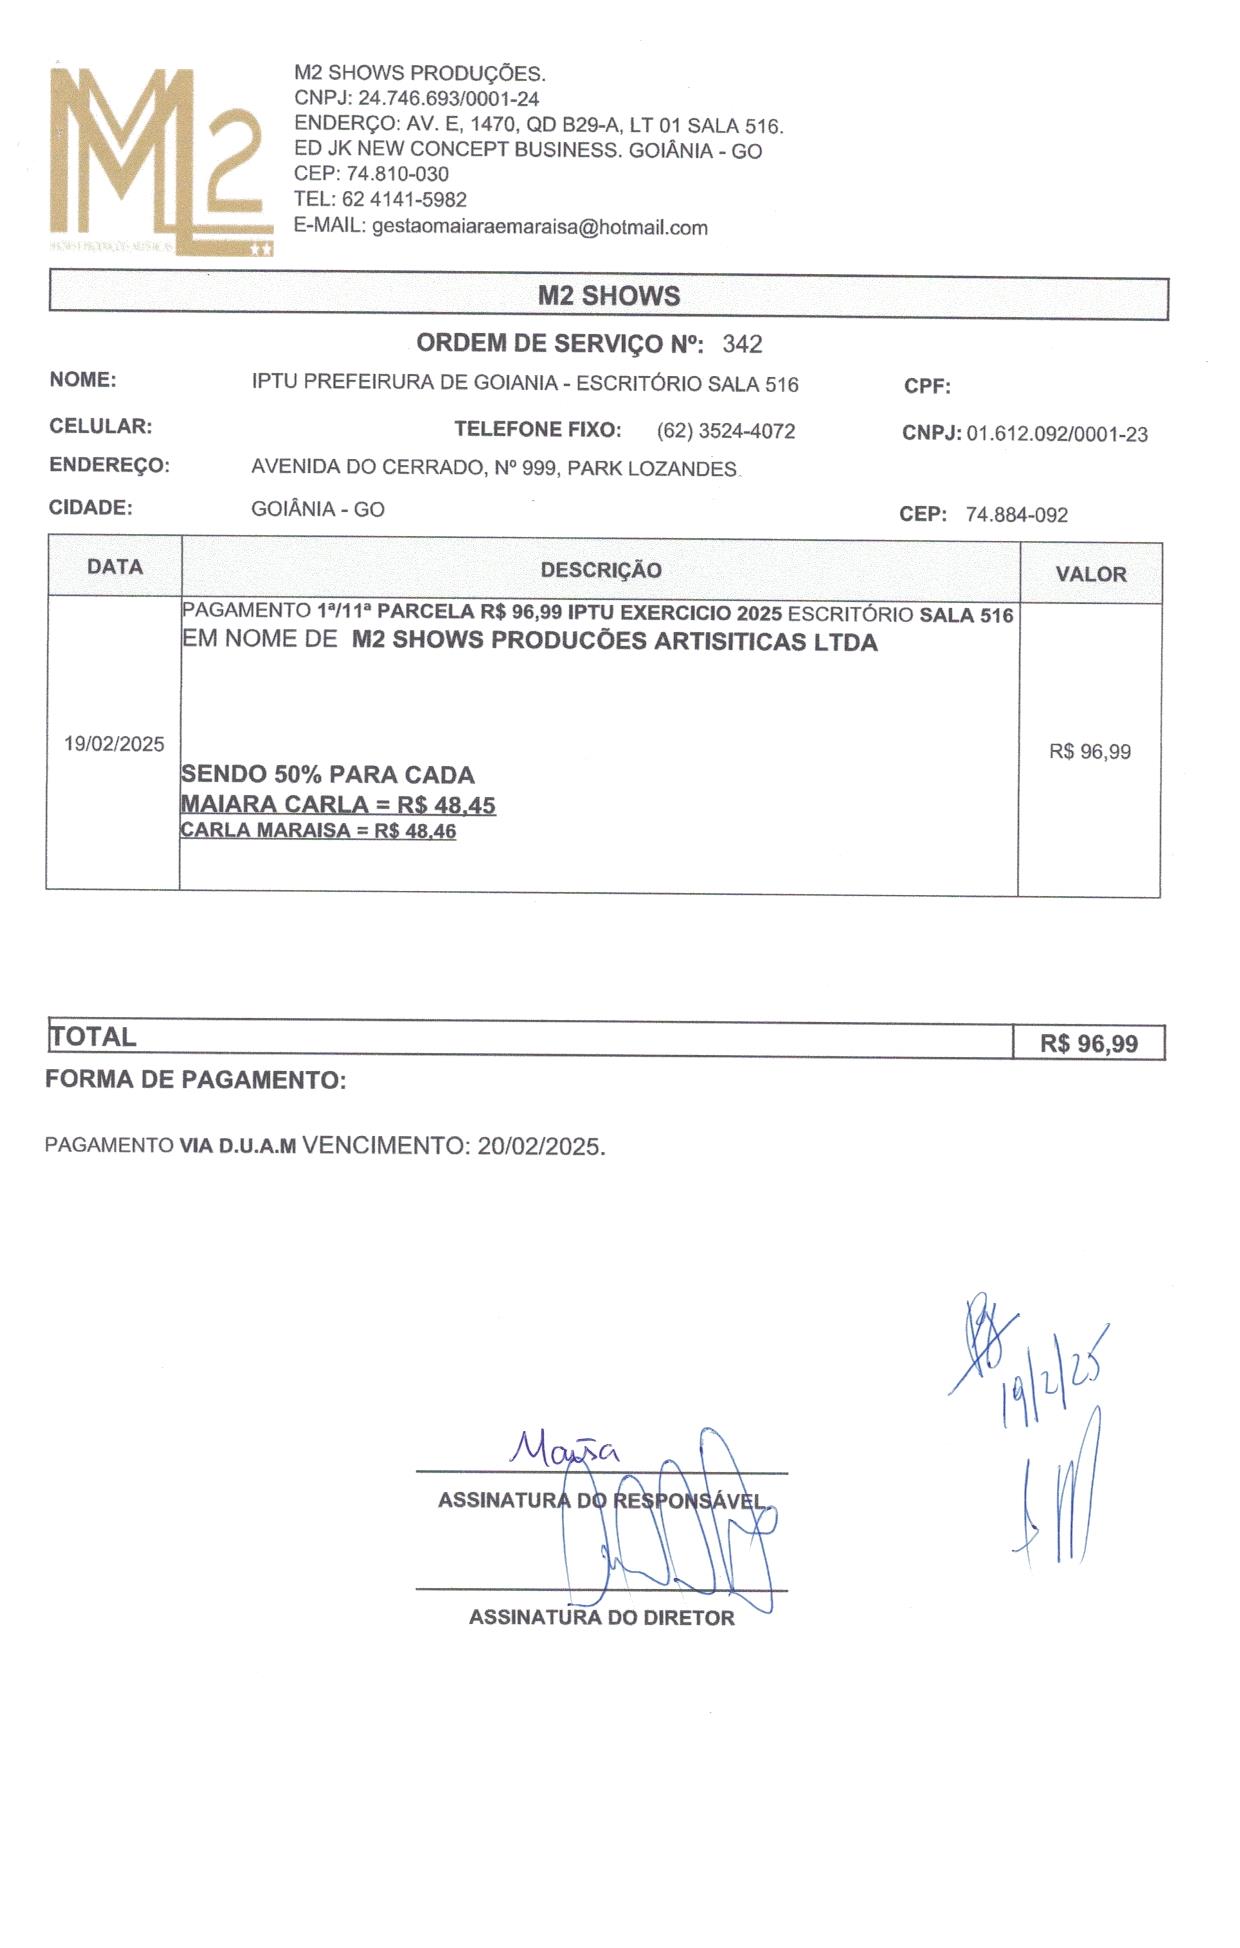 M2
M2 SHOWS PRODUÇÕES.
CNPJ: 24.746.693/0001-24
ENDERÇO: AV. E, 1470, QD B29-A, LT 01 SALA 516.
ED JK NEW CONCEPT BUSINESS. GOIÂNIA - GO
CEP: 74.810-030
TEL: 62 4141-5982
E-MAIL: gestaomaiaraemaraisa@hotmail.com
M2 SHOWS
ORDEM DE SERVIÇO Nº: 342
NOME: IPTU PREFEIRURA DE GOIANIA - ESCRITÓRIO SALA 516 CPF:
CELULAR: TELEFONE FIXO: (62) 3524-4072 CNPJ: 01.612.092/0001-23
ENDEREÇO: AVENIDA DO CERRADO, Nº 999, PARK LOZANDES.
CIDADE: GOIÂNIA - GO CEP: 74.884-092
DATA DESCRIÇÃO VALOR
PAGAMENTO 1ª/11ª PARCELA R$ 96,99 IPTU EXERCICIO 2025 ESCRITÓRIO SALA 516
EM NOME DE M2 SHOWS PRODUCÕES ARTISITICAS LTDA
19/02/2025 R$ 96,99
SENDO 50% PARA CADA
MAIARA CARLA = R$ 48,45
CARLA MARAISA = R$ 48,46
TOTAL R$ 96,99
FORMA DE PAGAMENTO:
PAGAMENTO VIA D.U.A.M VENCIMENTO: 20/02/2025.
19/2/25
ASSINATURA DO RESPONSÁVEL
ASSINATURA DO DIRETOR